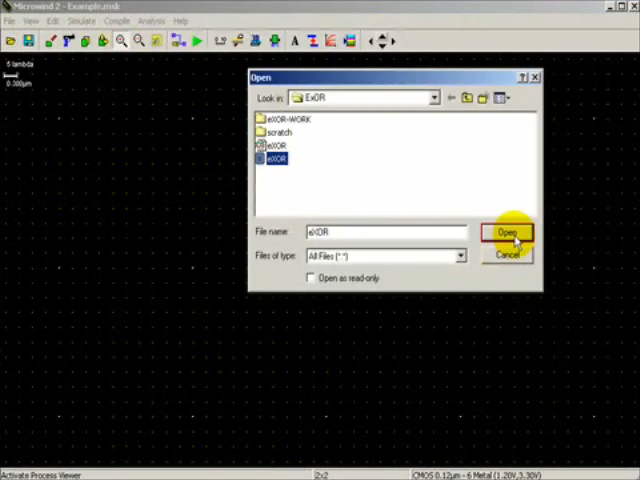 Microwind 2 - Example.msk
File View Edit Simulate Compile Analysis Help
5 lambda
0.300µm
Open
Look in: ExOR
eXOR-WORK
scratch
eXOR
eXOR
File name: eXOR Open
Files of type: All Files (*.*) Cancel
Open as read-only
Activate Process Viewer 2x2 CMOS 0.12µm - 6 Metal (1.20V,3.30V)